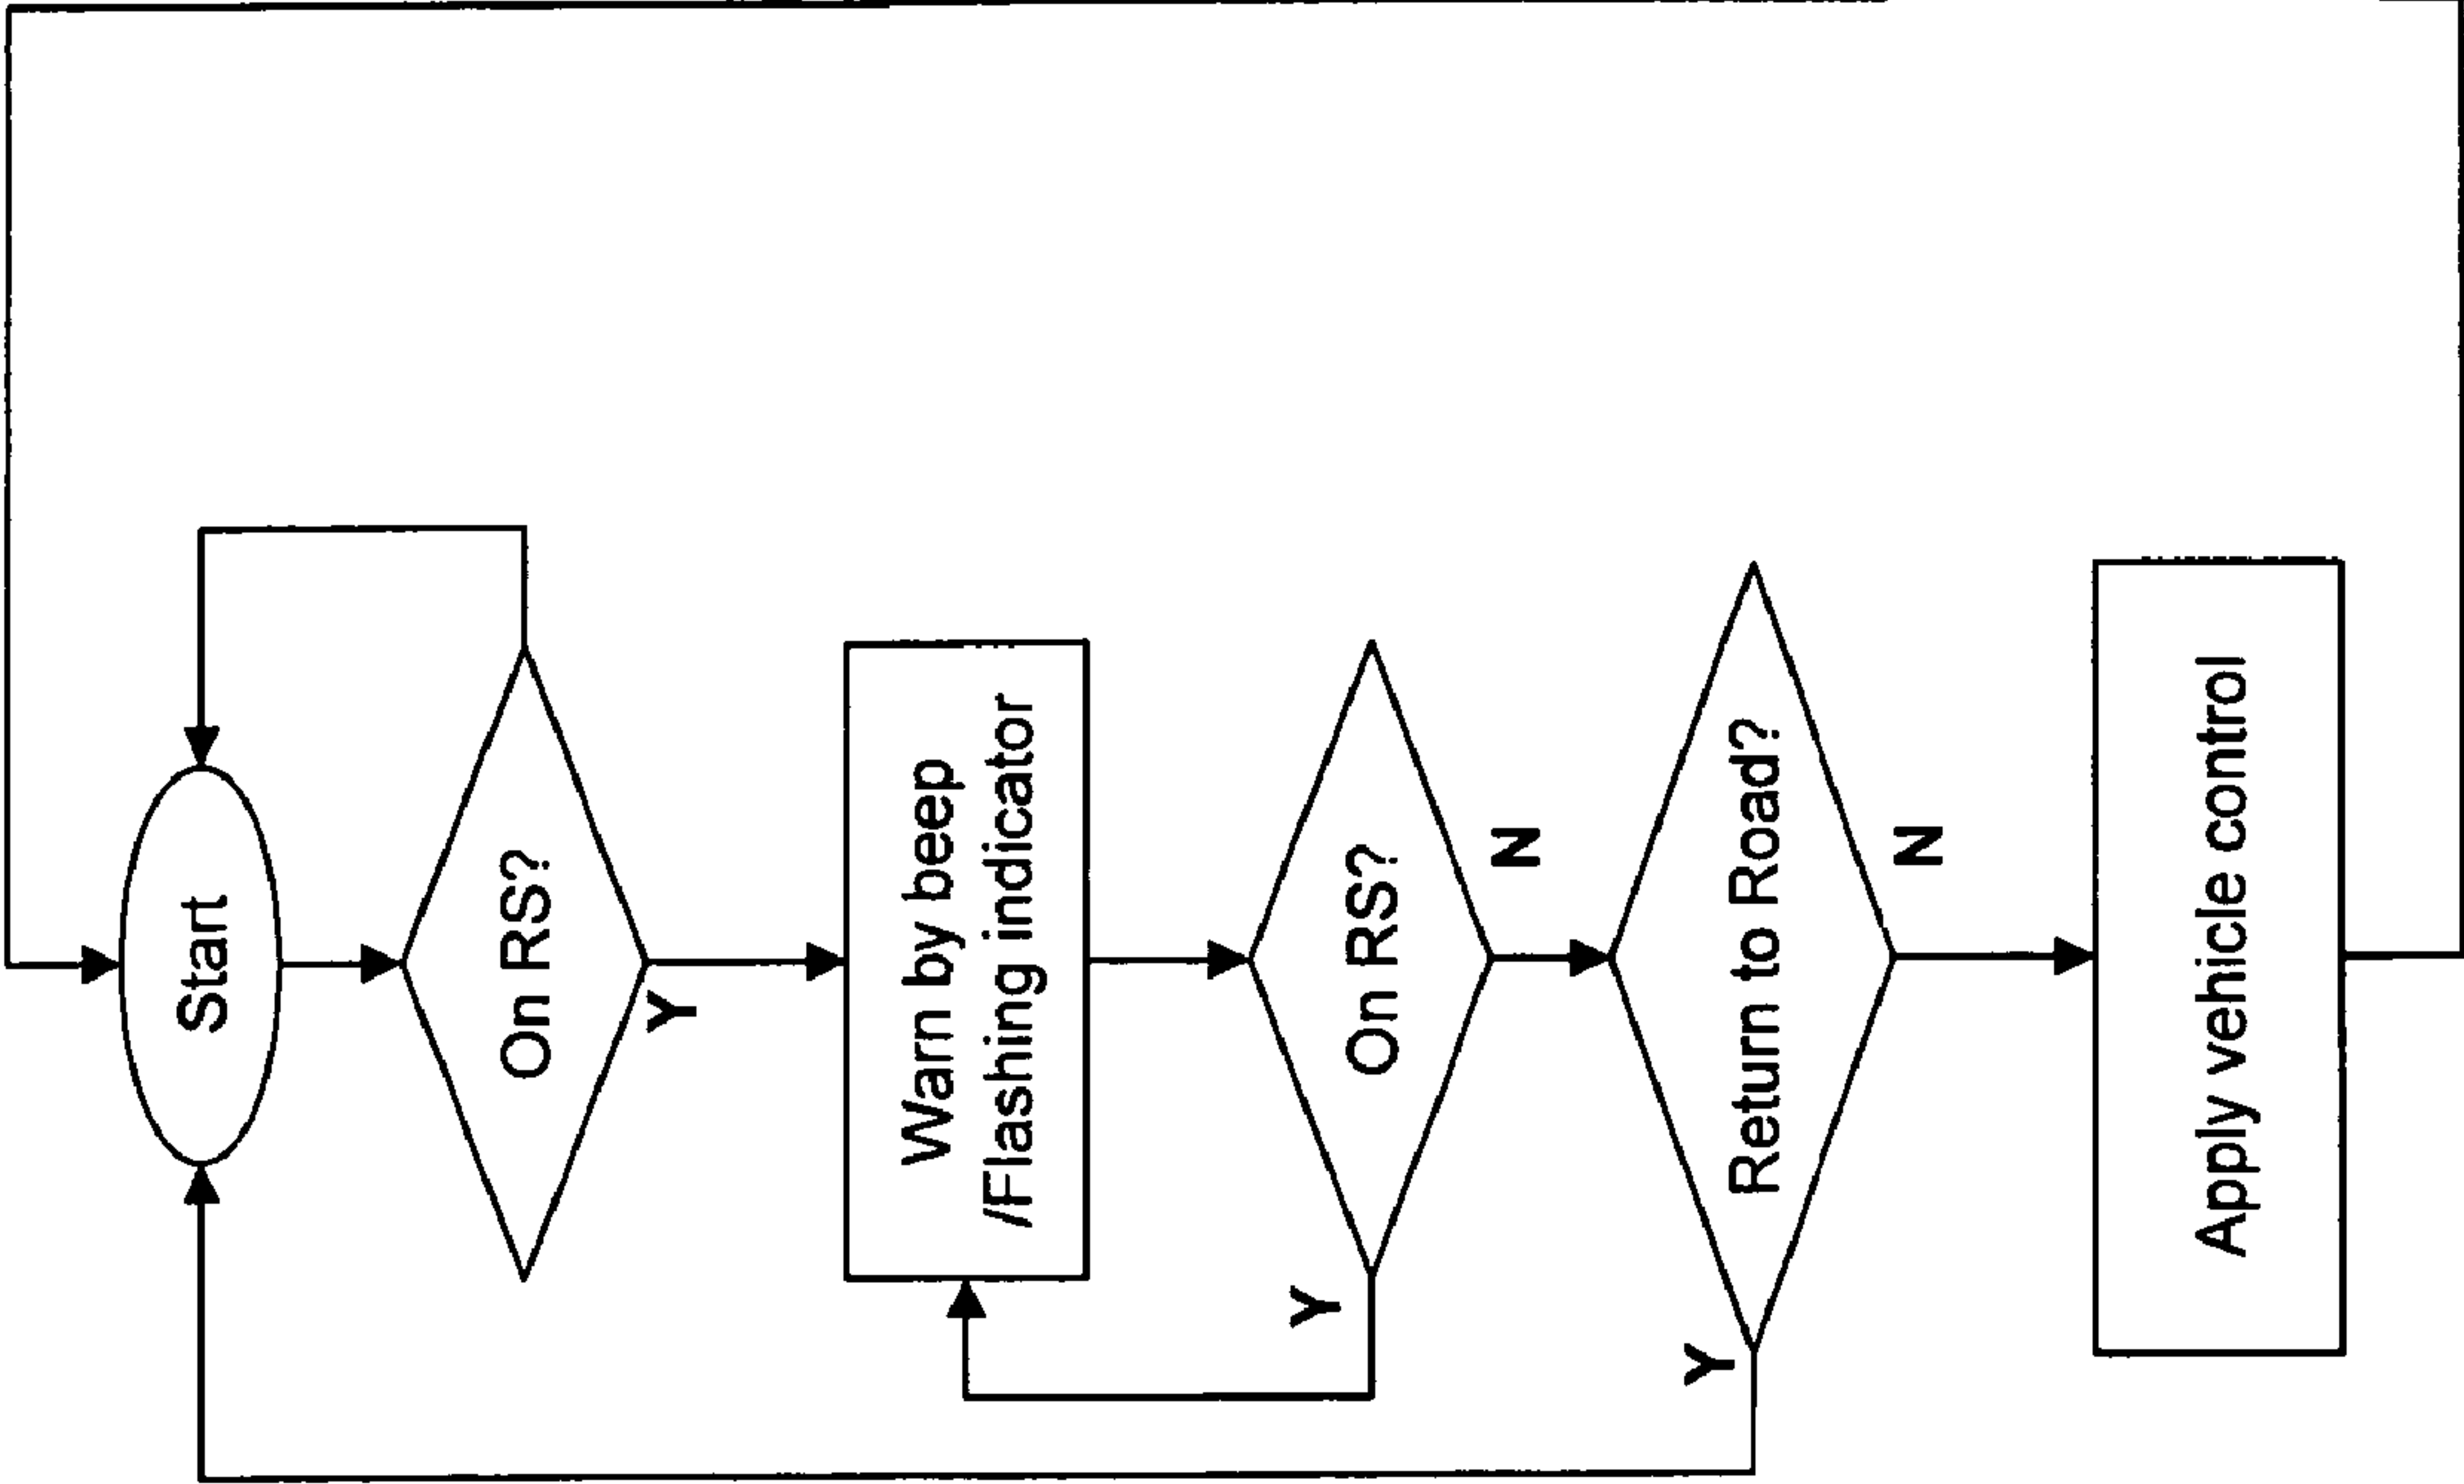 Start
On RS?
Y
Warn by beep
/Flashing indicator
On RS?
Y
N
Return to Road?
Y
N
Apply vehicle control